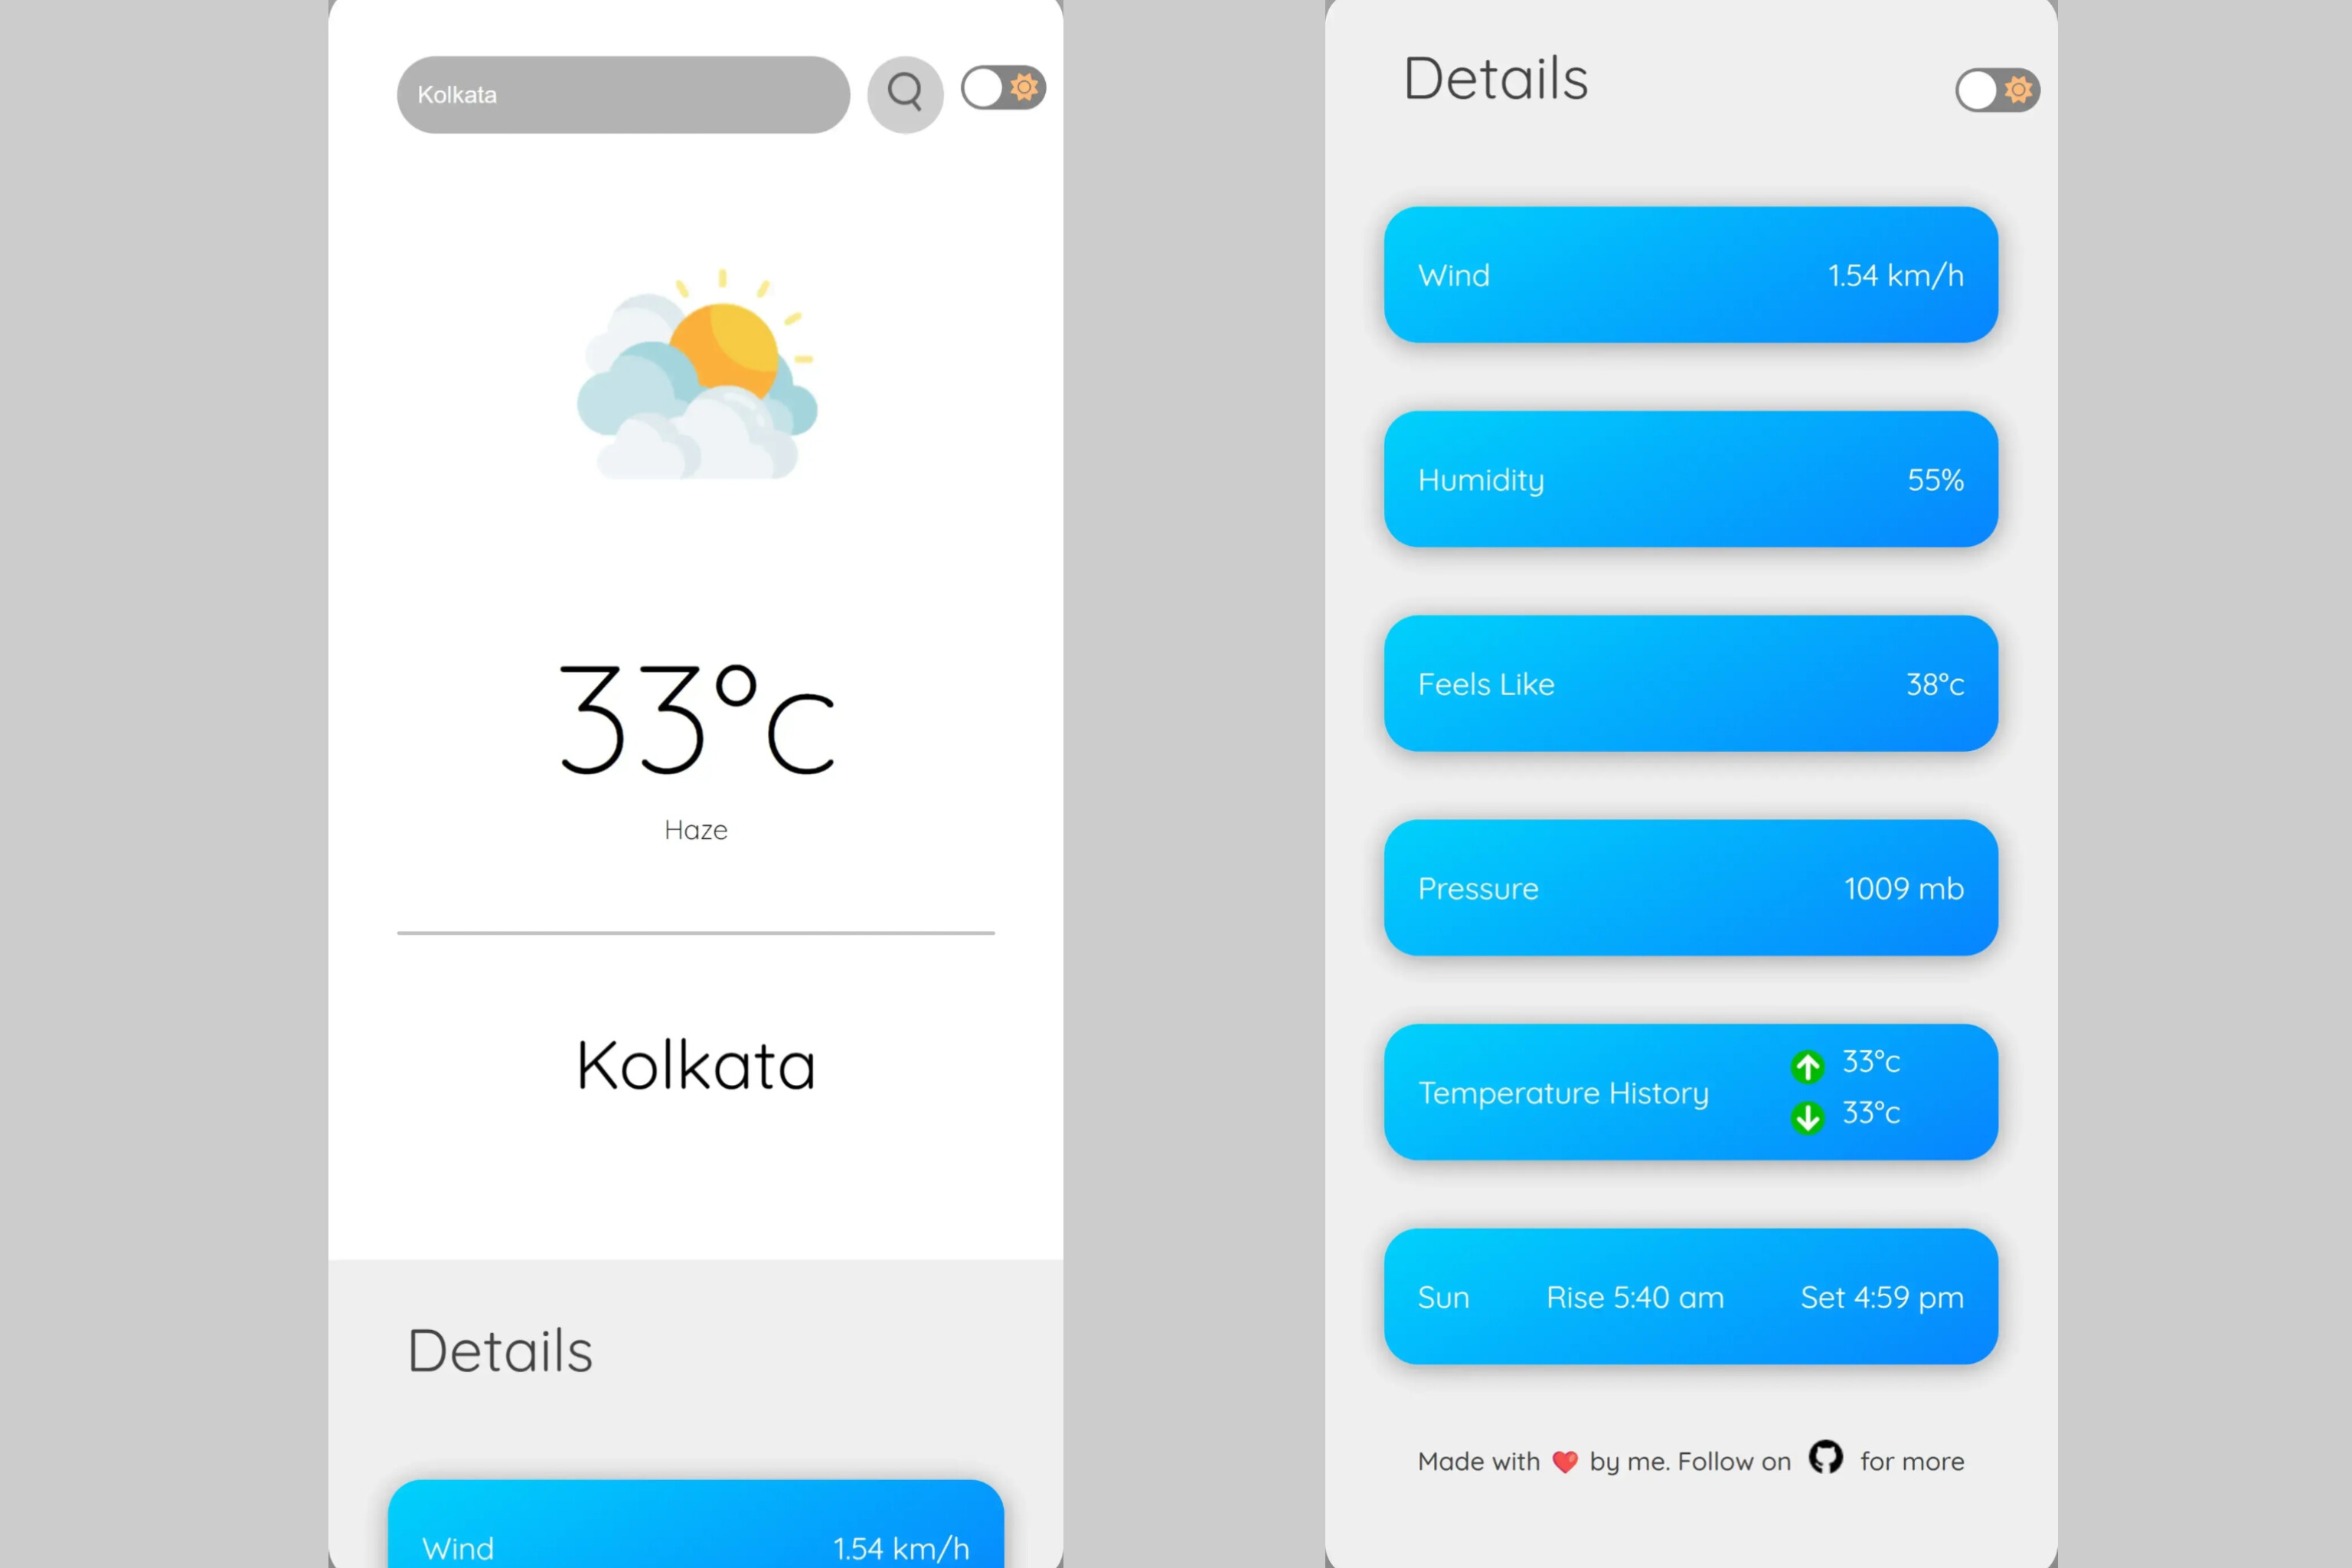 Kolkata
33°c
Haze
Kolkata
Details
Wind 1.54 km/h
Details
Wind 1.54 km/h
Humidity 55%
Feels Like 38°c
Pressure 1009 mb
Temperature History 33°c
33°c
Sun Rise 5:40 am Set 4:59 pm
Made with ❤️ by me. Follow on for more